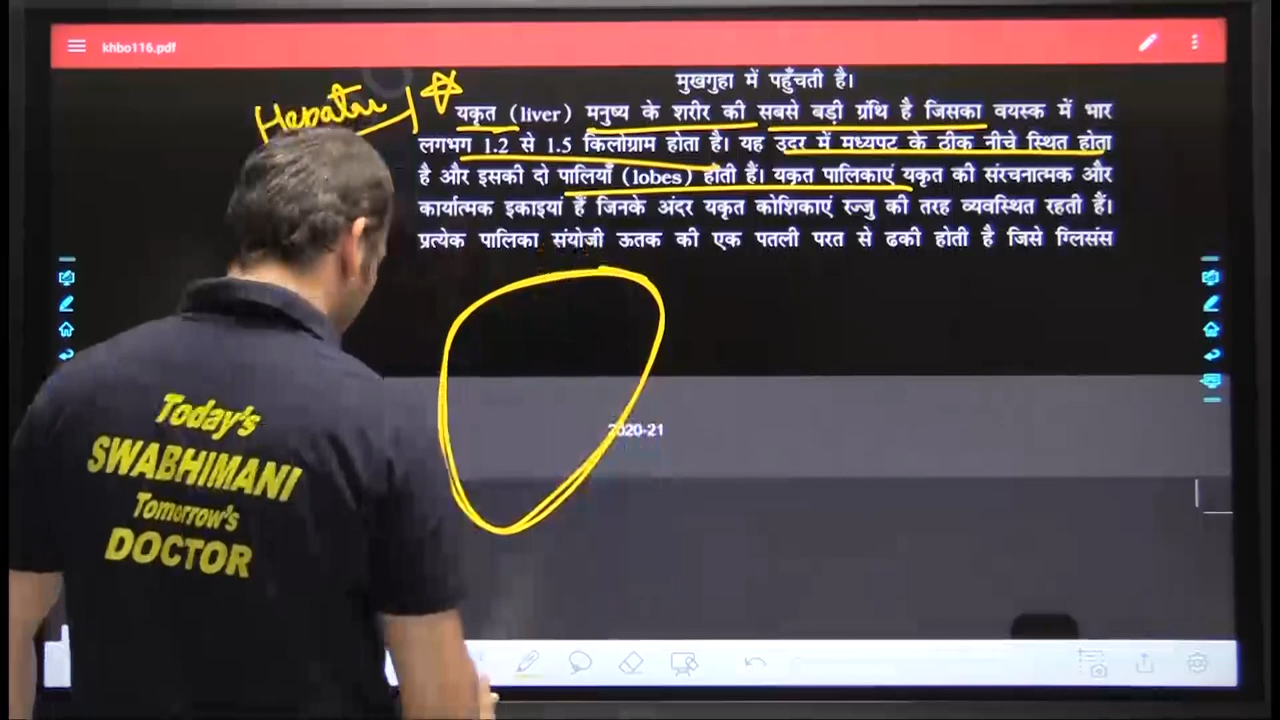 khbo116.pdf
मुखगुहा में पहुँचती है।
यकृत (liver) मनुष्य के शरीर की सबसे बड़ी ग्रंथि है जिसका वयस्क में भार
लगभग 1.2 से 1.5 किलोग्राम होता है। यह उदर में मध्यपट के ठीक नीचे स्थित होता
है और इसकी दो पालियाँ (lobes) होती हैं। यकृत पालिकाएं यकृत की संरचनात्मक और
कार्यात्मक इकाइयां हैं जिनके अंदर यकृत कोशिकाएं रज्जु की तरह व्यवस्थित रहती हैं।
प्रत्येक पालिका संयोजी ऊतक की एक पतली परत से ढकी होती है जिसे ग्लिसंस
2020-21
Today's
SWABHIMANI
Tomorrow's
DOCTOR